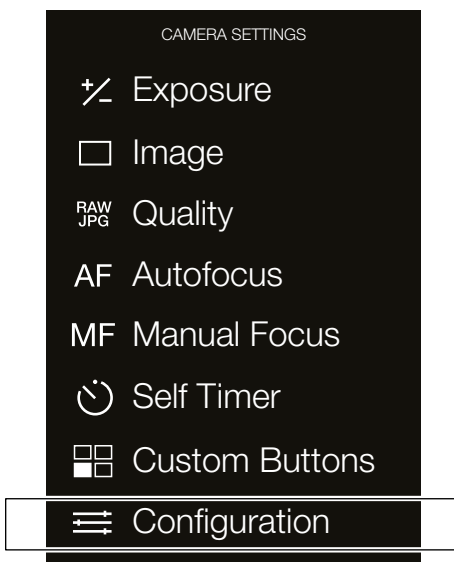 CAMERA SETTINGS
+/- Exposure
Image
RAW JPG Quality
AF Autofocus
MF Manual Focus
Self Timer
Custom Buttons
Configuration